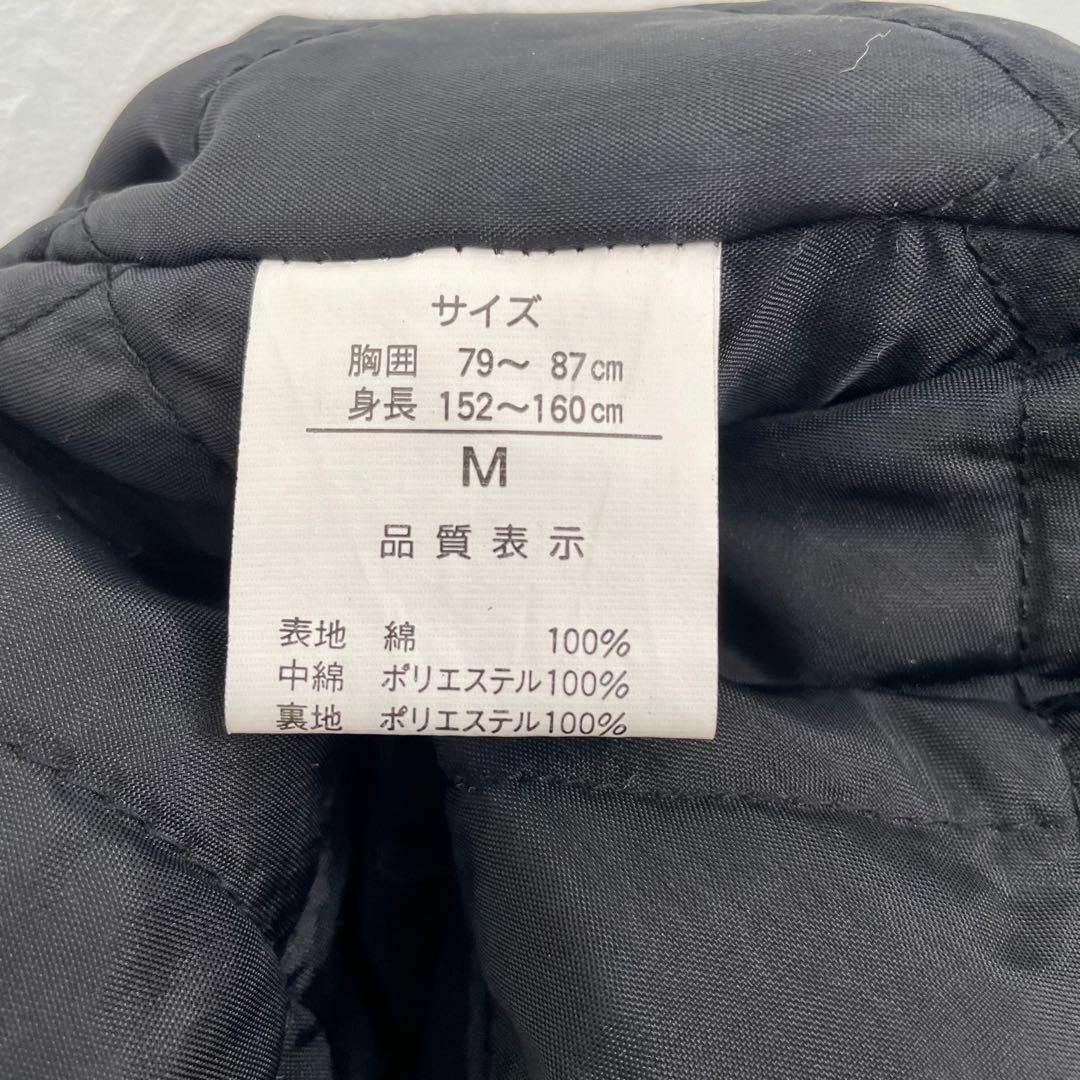 サイズ
胸囲 79～ 87cm
身長 152～160cm
M
品質表示
表地 綿 100%
中綿 ポリエステル100%
裏地 ポリエステル100%